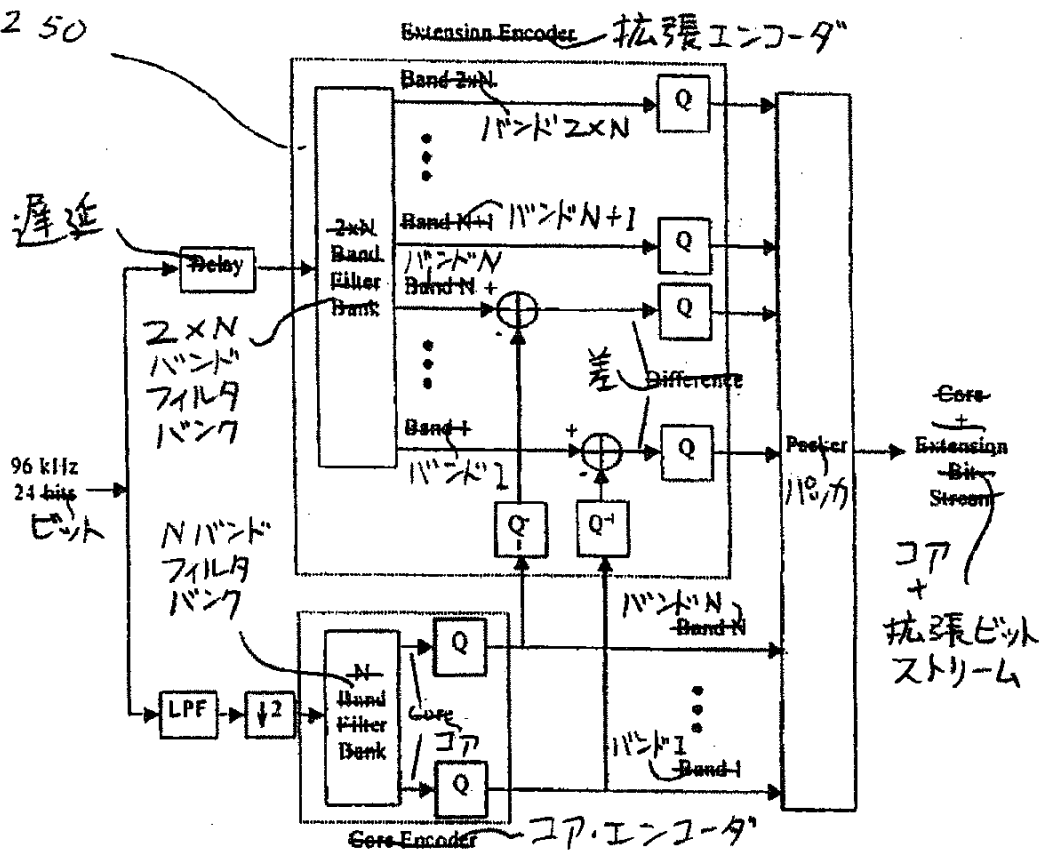 250
Extension Encoder
拡張エンコーダ
Band 2xN
バンド2×N
Q
遅延
Delay
2xN
Band
Filter
Bank
Band N+1
バンドN+1
Q
バンドN
Band N +
-
Q
2×N
バンド
フィルタ
バンク
差
Difference
Band 1
バンド1
+
-
Q
Packer
パッカ
Core
+
Extension
Bit
Stream
コア
+
拡張ビット
ストリーム
96 kHz
24 bits
ビット
Q-1
Q-1
Nバンド
フィルタ
バンク
バンドN
Band N
N
Band
Filter
Bank
Q
LPF
↓2
Core
コア
バンド1
Band 1
Q
Core Encoder
コア・エンコーダ